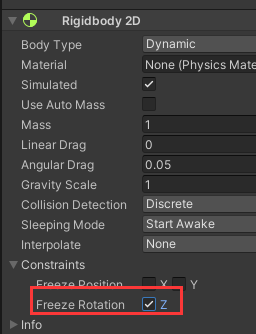 Rigidbody 2D
Body Type Dynamic
Material None (Physics Mate
Simulated
Use Auto Mass
Mass 1
Linear Drag 0
Angular Drag 0.05
Gravity Scale 1
Collision Detection Discrete
Sleeping Mode Start Awake
Interpolate None
Constraints
Freeze Position X Y
Freeze Rotation Z
Info